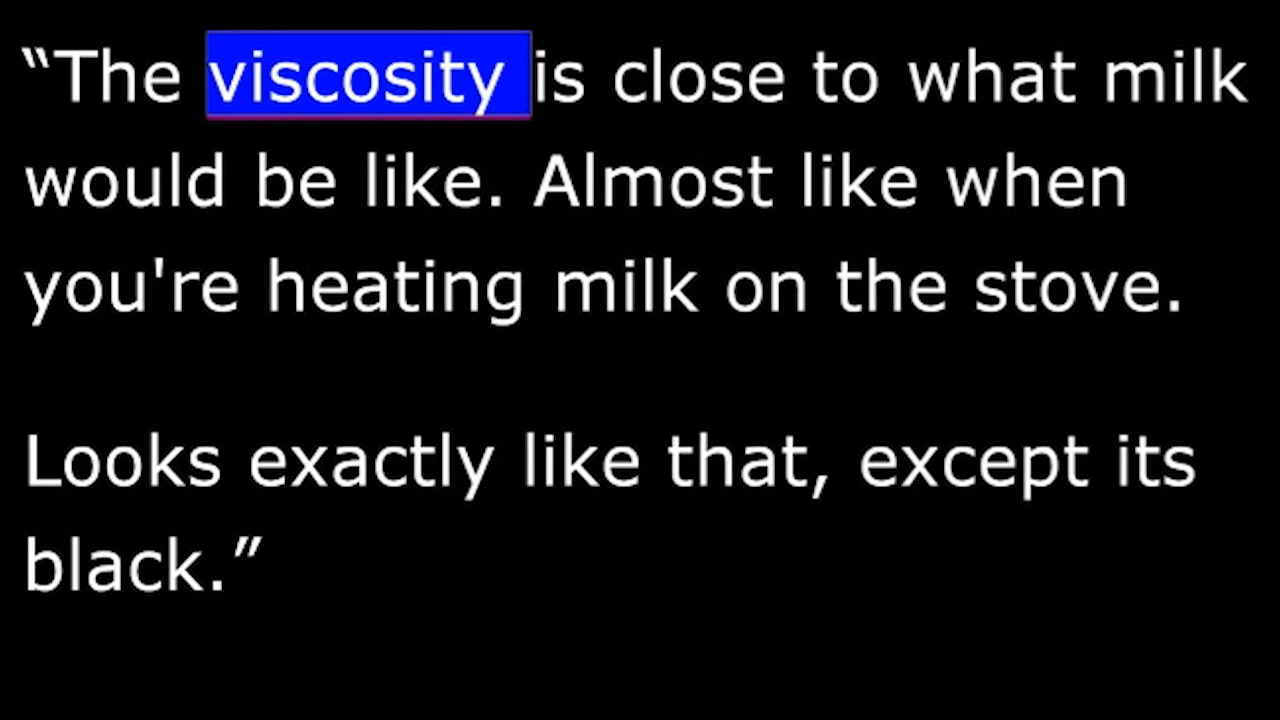 “The viscosity is close to what milk
would be like. Almost like when
you're heating milk on the stove.
Looks exactly like that, except its
black.”